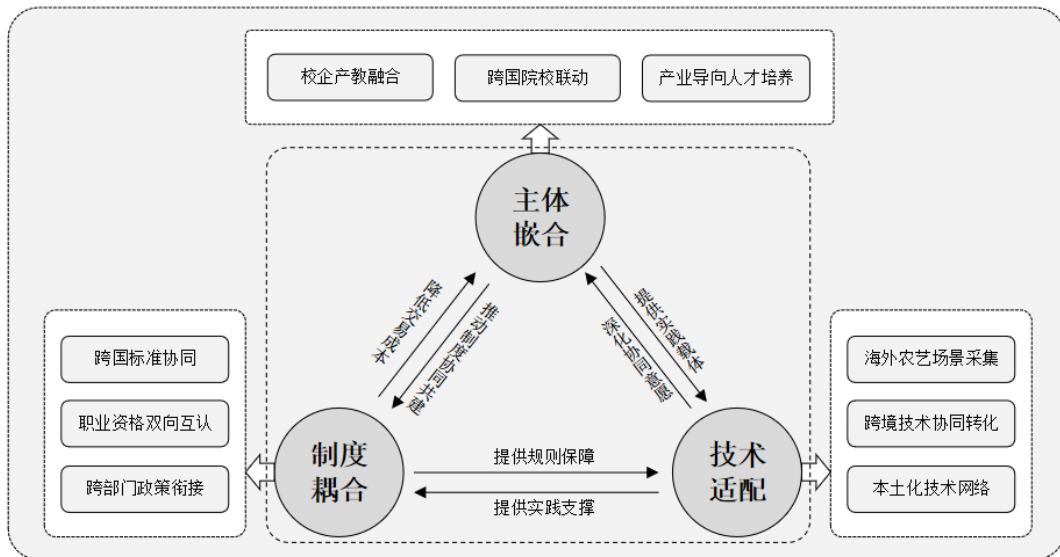 校企产教融合
跨国院校联动
产业导向人才培养
主体
嵌合
降低交易成本
推动制度协同共建
提供实践载体
深化协同意愿
跨国标准协同
职业资格双向互认
跨部门政策衔接
制度
耦合
提供规则保障
提供实践支撑
技术
适配
海外农艺场景采集
跨境技术协同转化
本土化技术网络